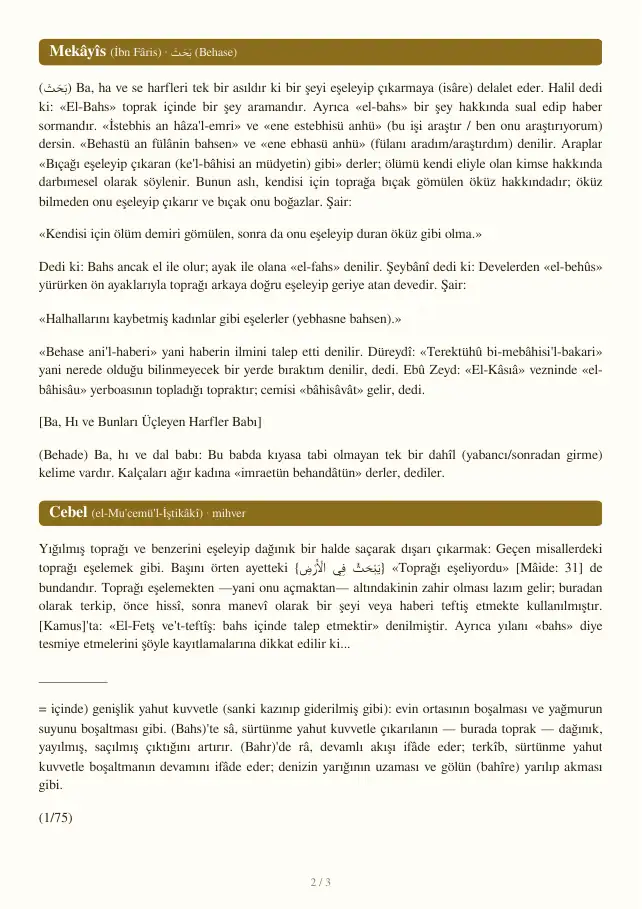 Mekâyîs (İbn Fâris) · بَحَثَ (Behase)
(بَحَثَ) Ba, ha ve se harfleri tek bir asıldır ki bir şeyi eşeleyip çıkarmaya (isâre) delalet eder. Halil dedi
ki: «El-Bahs» toprak içinde bir şey aramandır. Ayrıca «el-bahs» bir şey hakkında sual edip haber
sormandır. «İstebhis an hâza'l-emri» ve «ene estebhisü anhü» (bu işi araştır / ben onu araştırıyorum)
dersin. «Behastü an fülânin bahsen» ve «ene ebhasü anhü» (fülanı aradım/araştırdım) denilir. Araplar
«Bıçağı eşeleyip çıkaran (ke'l-bâhisi an müdyetin) gibi» derler; ölümü kendi eliyle olan kimse hakkında
darbımesel olarak söylenir. Bunun aslı, kendisi için toprağa bıçak gömülen öküz hakkındadır; öküz
bilmeden onu eşeleyip çıkarır ve bıçak onu boğazlar. Şair:
«Kendisi için ölüm demiri gömülen, sonra da onu eşeleyip duran öküz gibi olma.»
Dedi ki: Bahs ancak el ile olur; ayak ile olana «el-fahs» denilir. Şeybânî dedi ki: Develerden «el-behûs»
yürürken ön ayaklarıyla toprağı arkaya doğru eşeleyip geriye atan devedir. Şair:
«Halhallarını kaybetmiş kadınlar gibi eşelerler (yebhasne bahsen).»
«Behase ani'l-haberi» yani haberin ilmini talep etti denilir. Düreydî: «Terektühû bi-mebâhisi'l-bakari»
yani nerede olduğu bilinmeyecek bir yerde bıraktım denilir, dedi. Ebû Zeyd: «El-Kâsıâ» vezninde «el-
bâhisâu» yerboasının topladığı topraktır; cemisi «bâhisâvât» gelir, dedi.
[Ba, Hı ve Bunları Üçleyen Harfler Babı]
(Behade) Ba, hı ve dal babı: Bu babda kıyasa tabi olmayan tek bir dahîl (yabancı/sonradan girme)
kelime vardır. Kalçaları ağır kadına «imraetün behandâtün» derler, dediler.
Cebel (el-Mu'cemü'l-İştikâkî) · mihver
Yığılmış toprağı ve benzerini eşeleyip dağınık bir halde saçarak dışarı çıkarmak: Geçen misallerdeki
toprağı eşelemek gibi. Başını örten ayetteki {يَبْحَثُ فِي الْأَرْضِ} «Toprağı eşeliyordu» [Mâide: 31] de
bundandır. Toprağı eşelemekten —yani onu açmaktan— altındakinin zahir olması lazım gelir; buradan
olarak terkip, önce hissî, sonra manevî olarak bir şeyi veya haberi teftiş etmekte kullanılmıştır.
[Kamus]'ta: «El-Fetş ve't-teftîş: bahs içinde talep etmektir» denilmiştir. Ayrıca yılanı «bahs» diye
tesmiye etmelerini şöyle kayıtlamalarına dikkat edilir ki...
= içinde) genişlik yahut kuvvetle (sanki kazınıp giderilmiş gibi): evin ortasının boşalması ve yağmurun
suyunu boşaltması gibi. (Bahs)'te sâ, sürtünme yahut kuvvetle çıkarılanın — burada toprak — dağınık,
yayılmış, saçılmış çıktığını artırır. (Bahr)'de râ, devamlı akışı ifâde eder; terkîb, sürtünme yahut
kuvvetle boşaltmanın devamını ifâde eder; denizin yarığının uzaması ve gölün (bahîre) yarılıp akması
gibi.
(1/75)
2 / 3